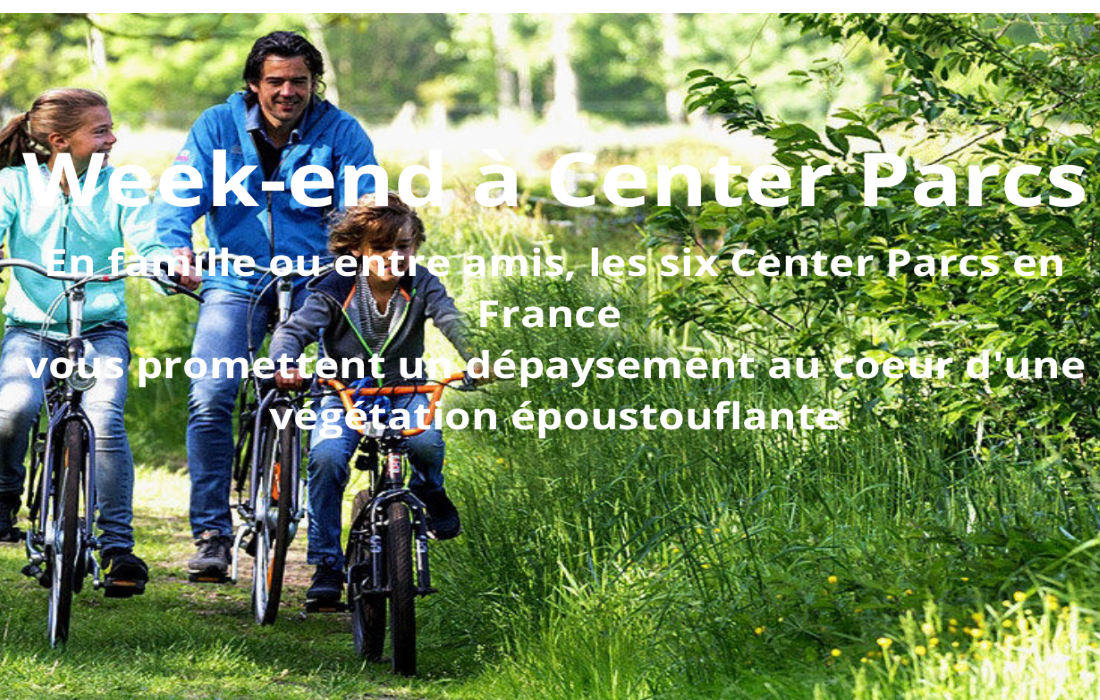 Week-end à Center Parcs
En famille ou entre amis, les six Center Parcs en
France
vous promettent un dépaysement au coeur d'une
végétation époustouflante